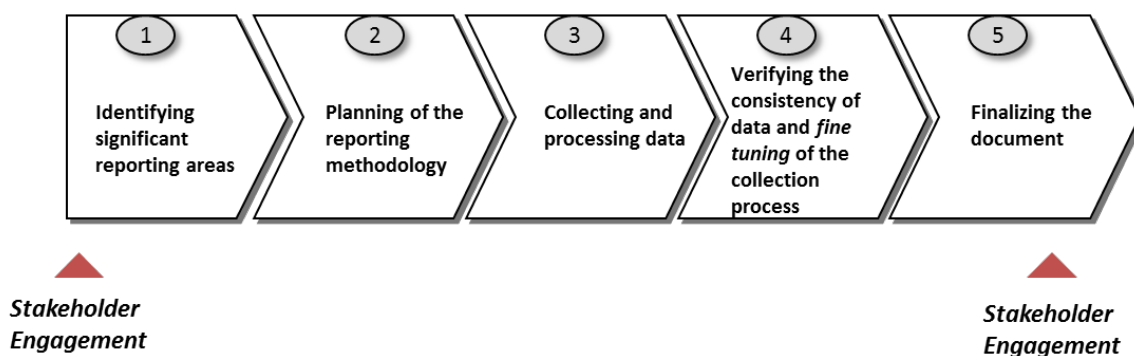 1
Identifying
significant
reporting areas
2
Planning of the
reporting
methodology
3
Collecting and
processing data
4
Verifying the
consistency of
data and fine
tuning of the
collection
process
5
Finalizing the
document
Stakeholder
Engagement
Stakeholder
Engagement